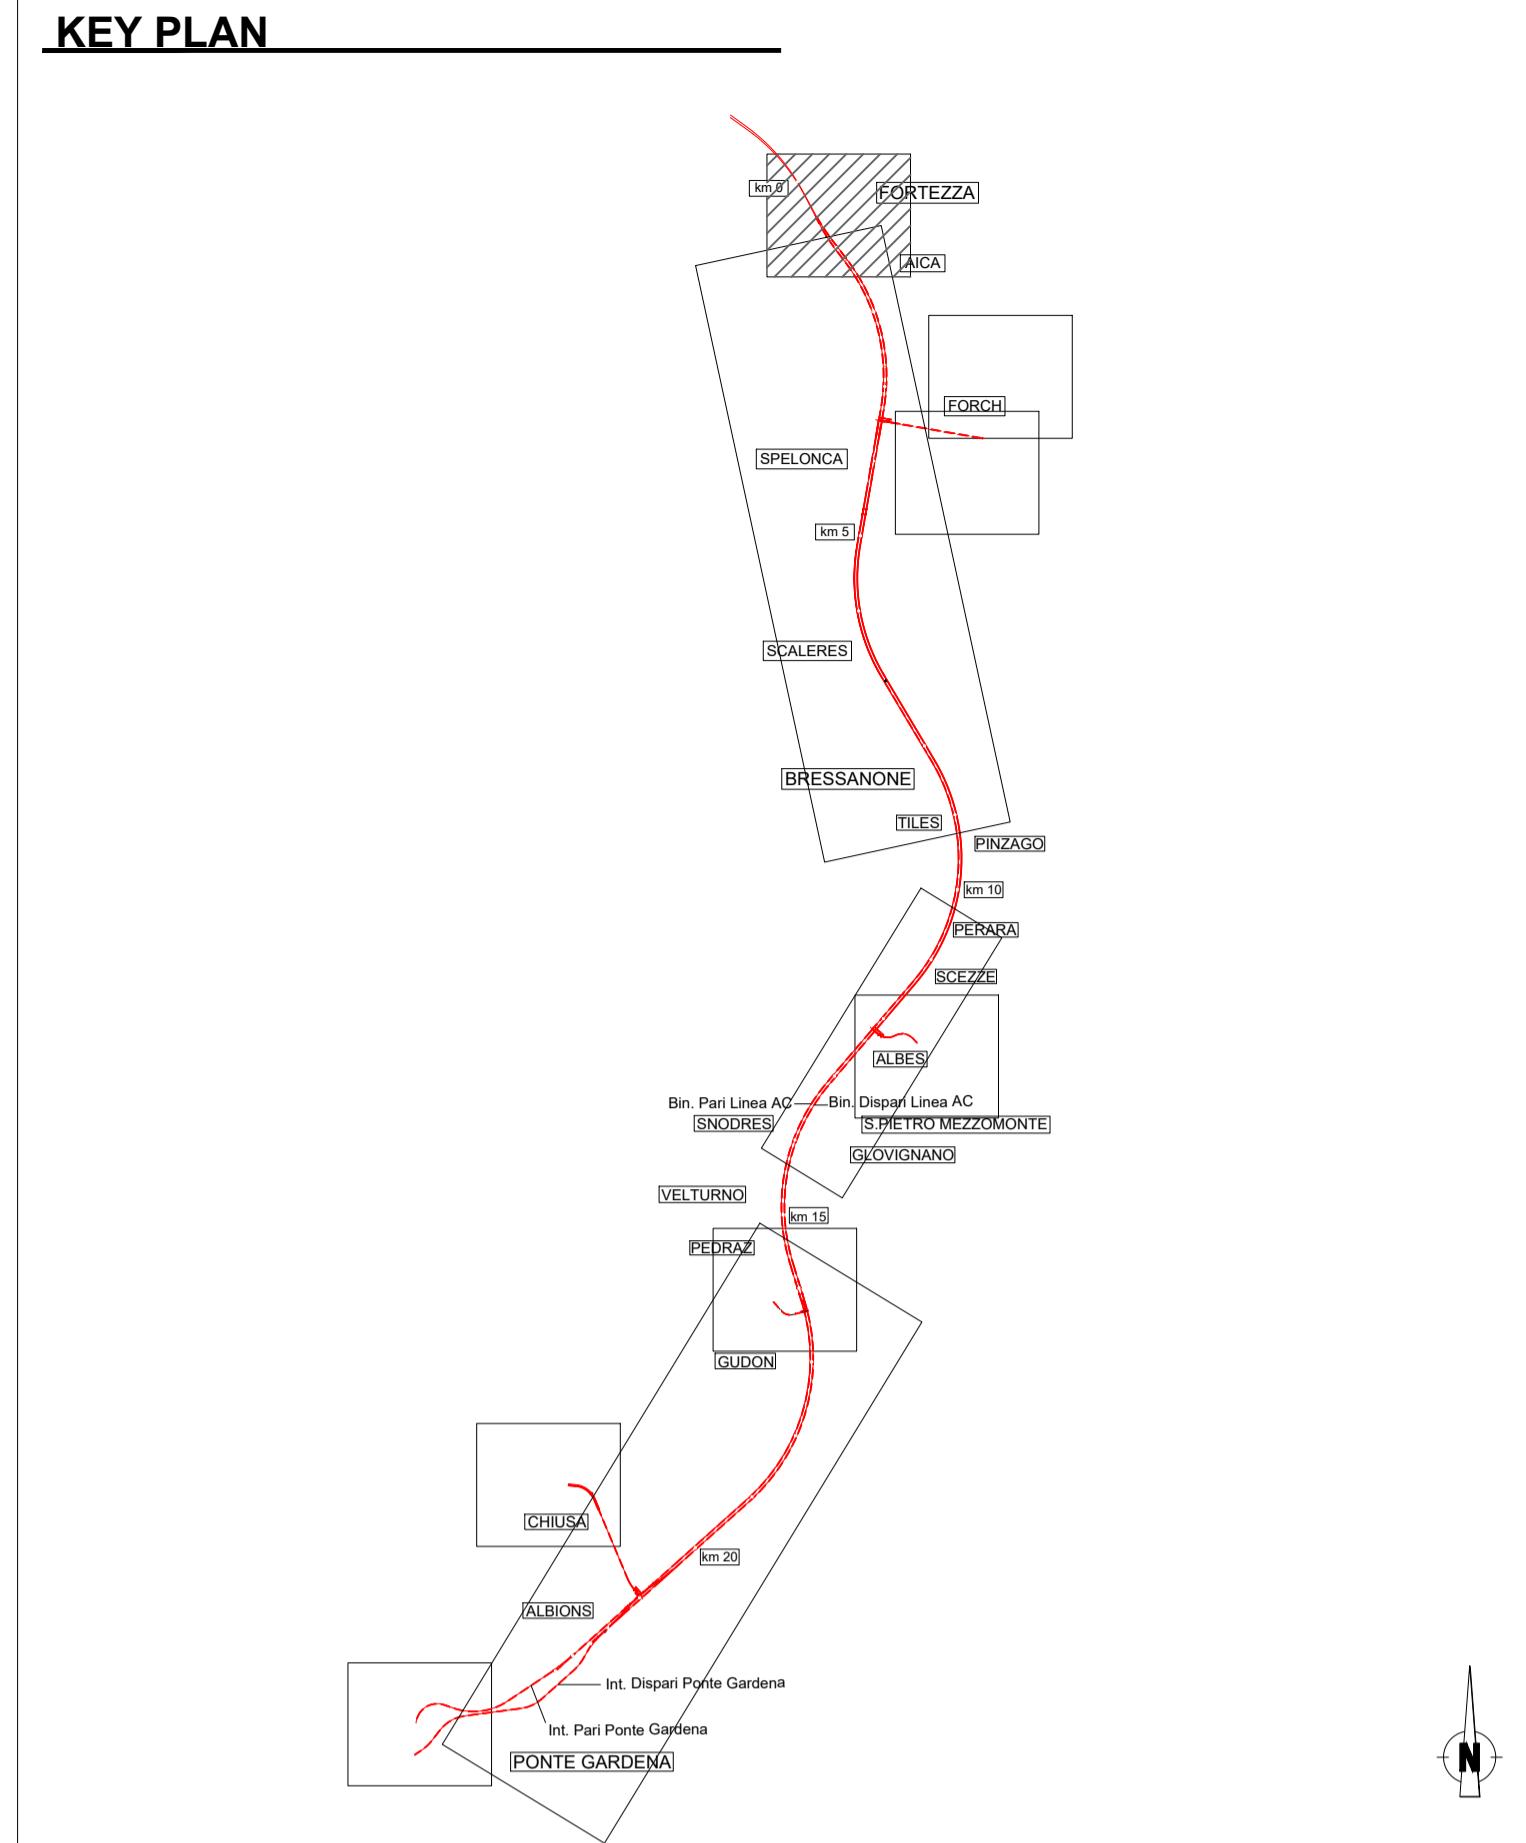 KEY PLAN
km 0
FORTEZZA
AICA
FORCH
SPELONCA
km 5
SCALERES
BRESSANONE
TILES
PINZAGO
km 10
PERARA
SCEZZE
ALBES
Bin. Pari Linea AC
Bin. Dispari Linea AC
SNODRES
S.PIETRO MEZZOMONTE
GLOVIGNANO
VELTURNO
km 15
PEDRAZ
GUDON
CHIUSA
km 20
ALBIONS
Int. Dispari Ponte Gardena
Int. Pari Ponte Gardena
PONTE GARDENA
N